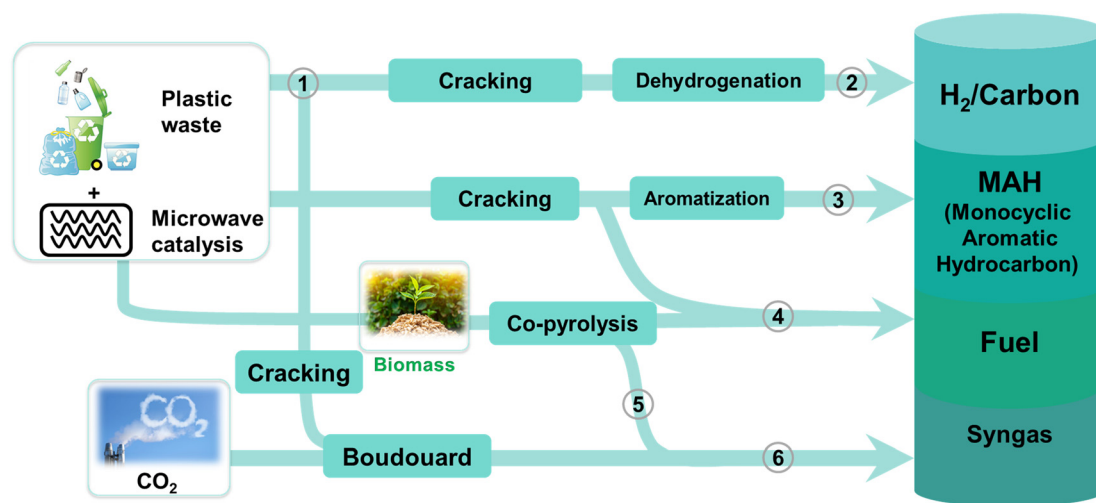 Plastic
waste
+
Microwave
catalysis
1
Cracking
Dehydrogenation
2
H₂/Carbon
Cracking
Aromatization
3
MAH
(Monocyclic
Aromatic
Hydrocarbon)
Biomass
Co-pyrolysis
4
Fuel
Cracking
5
CO₂
CO₂
Boudouard
6
Syngas